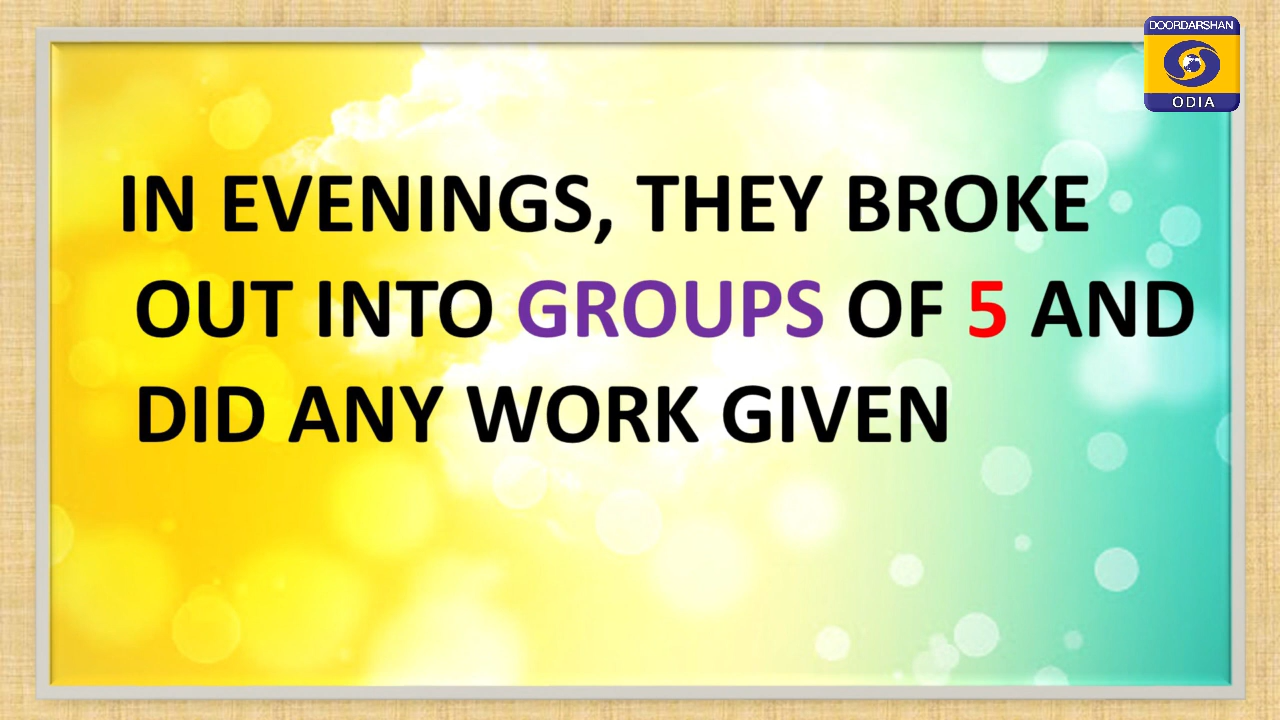 DOORDARSHAN
ODIA
IN EVENINGS, THEY BROKE
OUT INTO GROUPS OF 5 AND
DID ANY WORK GIVEN